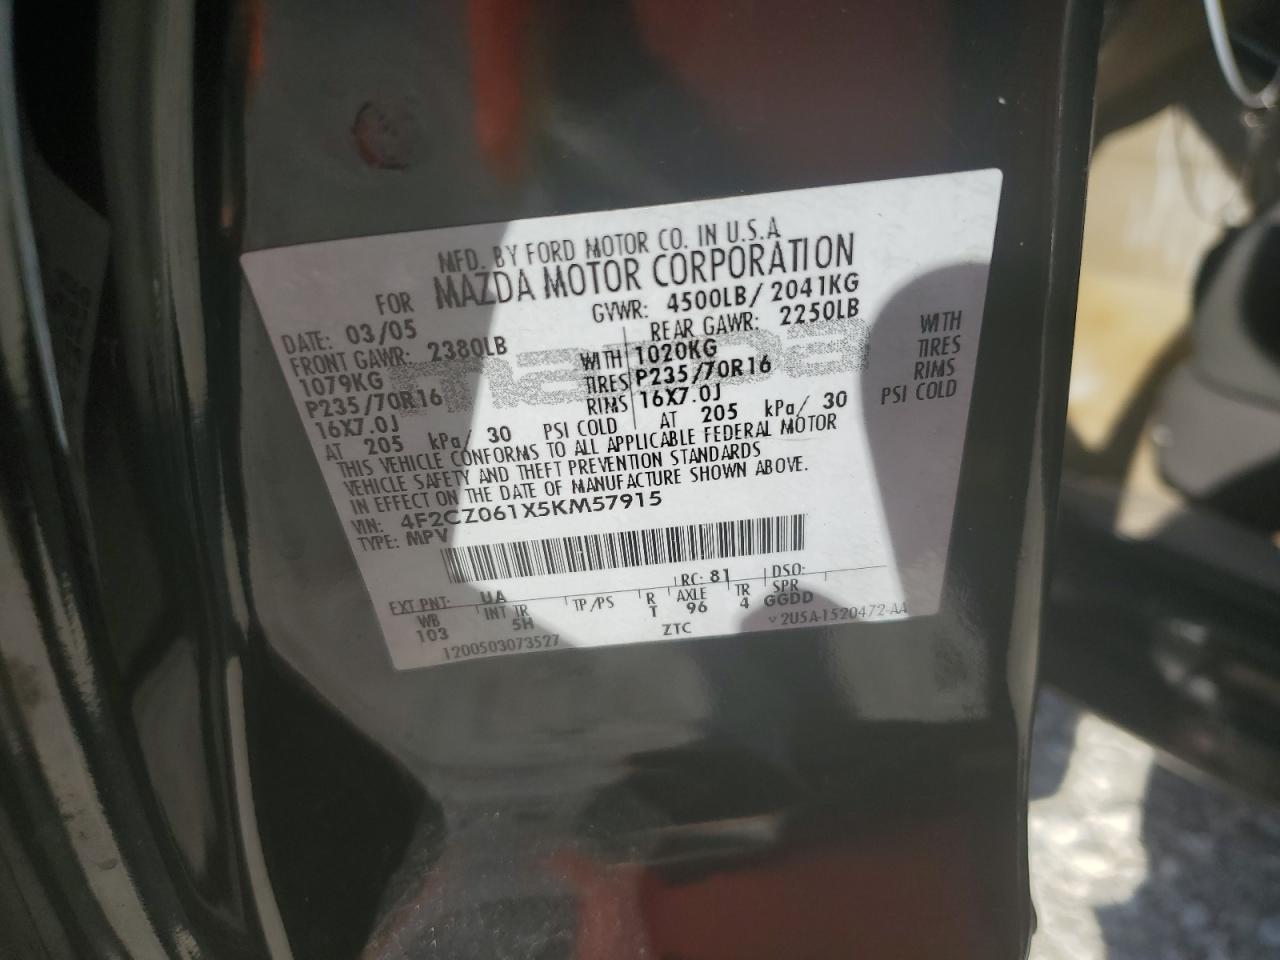 MFD. BY FORD MOTOR CO. IN U.S.A
FOR MAZDA MOTOR CORPORATION
DATE: 03/05 GVWR: 4500LB/ 2041KG
FRONT GAWR: 2380LB REAR GAWR: 2250LB
1079KG WITH 1020KG WITH
P235/70R16 TIRES P235/70R16 TIRES
16X7.0J RIMS 16X7.0J RIMS
AT 205 kPa/ 30 PSI COLD AT 205 kPa/ 30 PSI COLD
THIS VEHICLE CONFORMS TO ALL APPLICABLE FEDERAL MOTOR
VEHICLE SAFETY AND THEFT PREVENTION STANDARDS
IN EFFECT ON THE DATE OF MANUFACTURE SHOWN ABOVE.
VIN: 4F2CZ061X5KM57915
TYPE: MPV
EXT PNT: UA RC: 81 DSO:
WB INT TR TP/PS R AXLE TR SPR
103 5H T 96 4 GGDD
1200503073527 ZTC v2U5A-1520472-AA